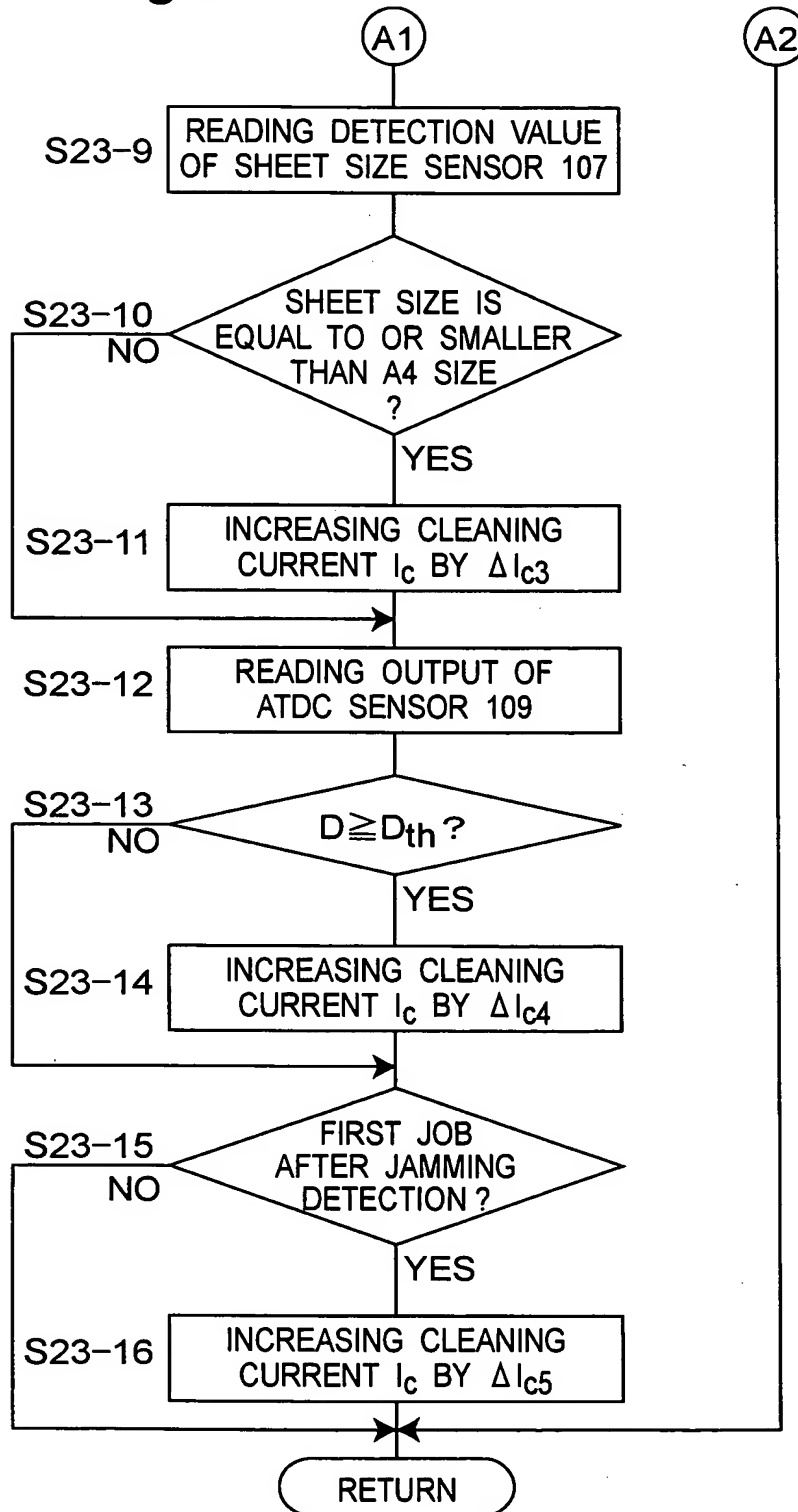 A1
A2
S23-9
READING DETECTION VALUE
OF SHEET SIZE SENSOR 107
S23-10
NO
SHEET SIZE IS
EQUAL TO OR SMALLER
THAN A4 SIZE
?
YES
S23-11
INCREASING CLEANING
CURRENT Ic BY ΔIc3
S23-12
READING OUTPUT OF
ATDC SENSOR 109
S23-13
NO
D≧Dth?
YES
S23-14
INCREASING CLEANING
CURRENT Ic BY ΔIc4
S23-15
NO
FIRST JOB
AFTER JAMMING
DETECTION?
YES
S23-16
INCREASING CLEANING
CURRENT Ic BY ΔIc5
RETURN